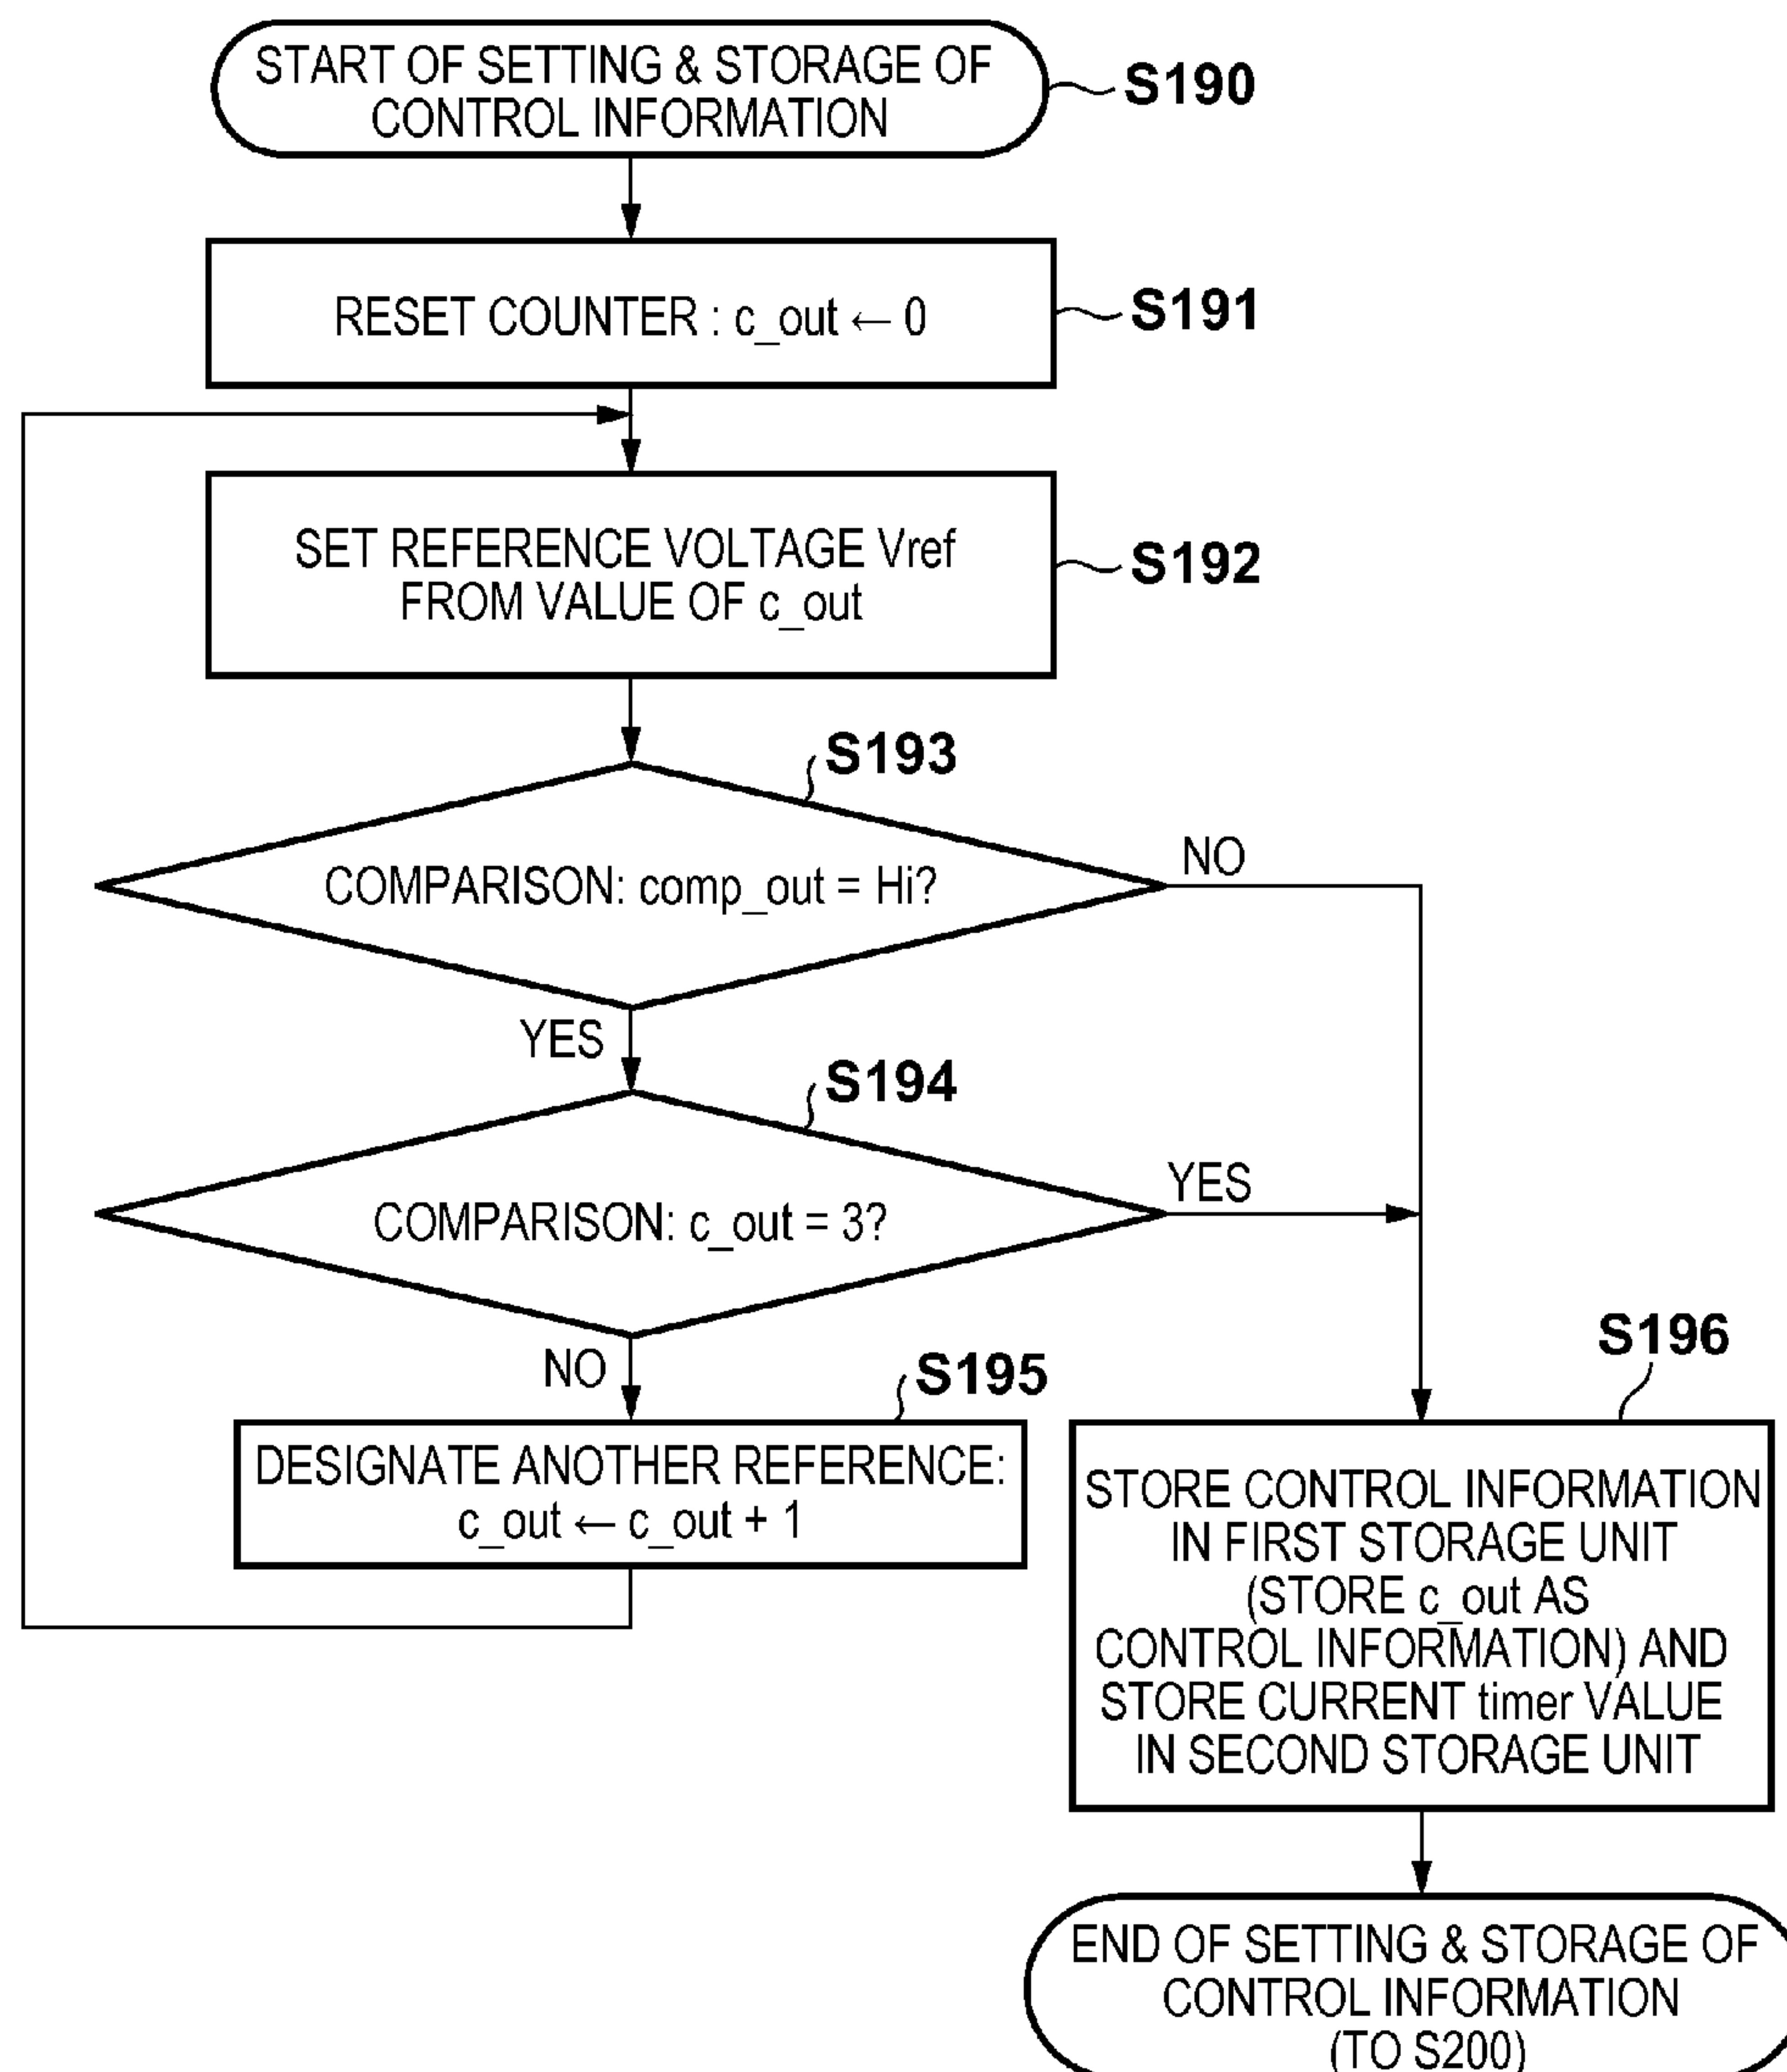 START OF SETTING & STORAGE OF
CONTROL INFORMATION
S190
RESET COUNTER : c_out ← 0
S191
SET REFERENCE VOLTAGE Vref
FROM VALUE OF c_out
S192
S193
COMPARISON: comp_out = Hi?
NO
YES
S194
COMPARISON: c_out = 3?
YES
NO
S195
DESIGNATE ANOTHER REFERENCE:
c_out ← c_out + 1
S196
STORE CONTROL INFORMATION
IN FIRST STORAGE UNIT
(STORE c_out AS
CONTROL INFORMATION) AND
STORE CURRENT timer VALUE
IN SECOND STORAGE UNIT
END OF SETTING & STORAGE OF
CONTROL INFORMATION
(TO S200)